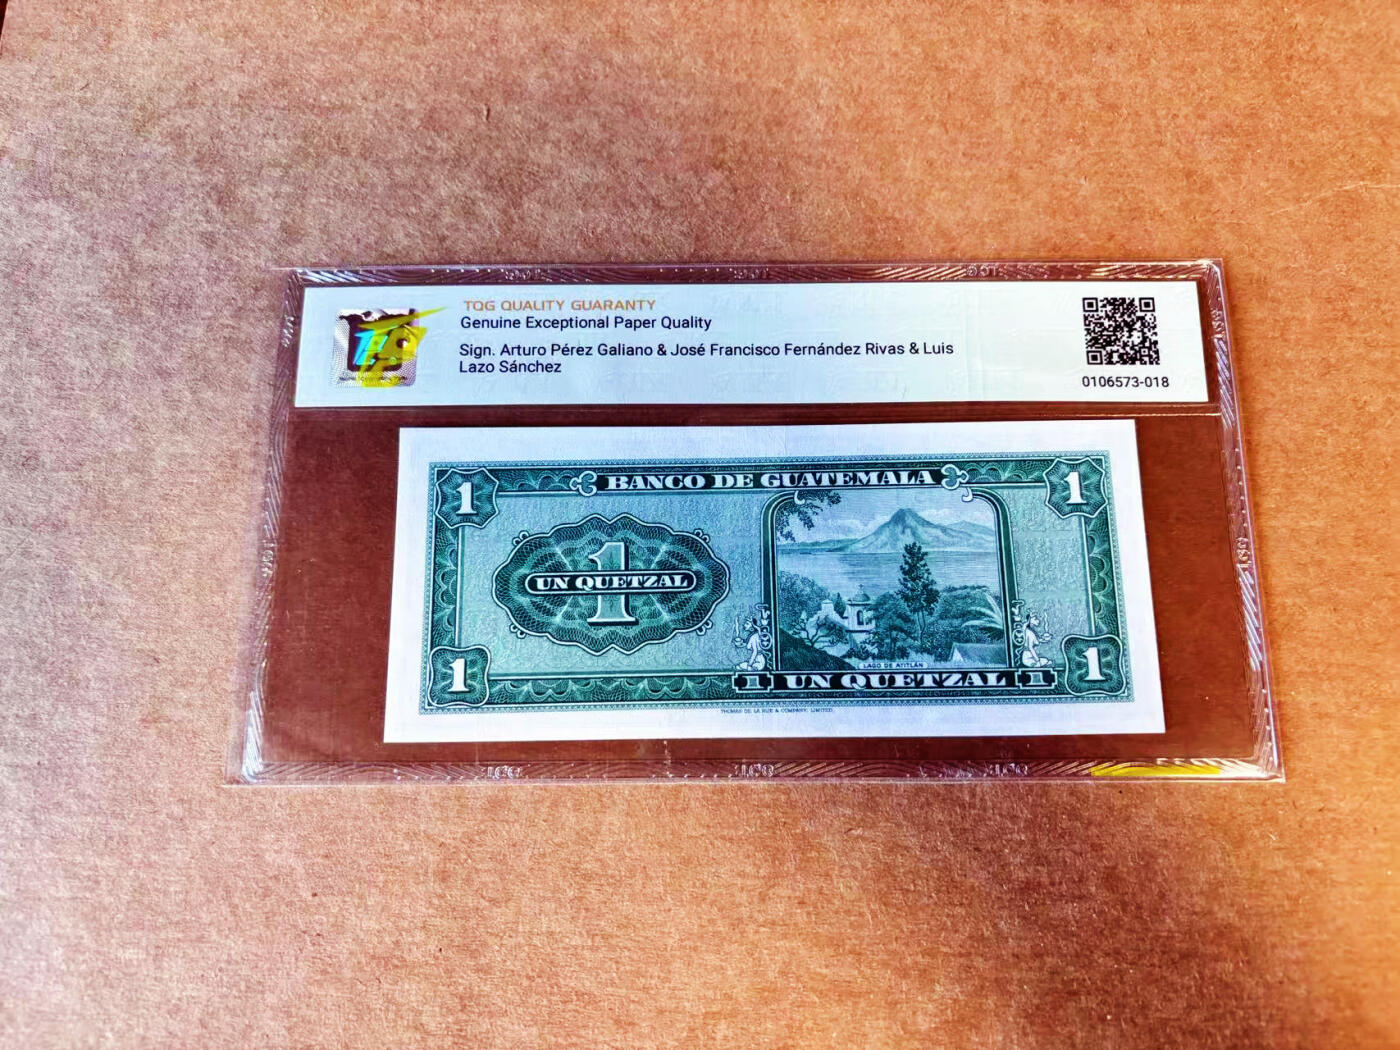 TQG QUALITY GUARANTY
Genuine Exceptional Paper Quality
Sign. Arturo Pérez Galiano & José Francisco Fernández Rivas & Luis
Lazo Sánchez
0106573-018
1 BANCO DE GUATEMALA 1
1
UN QUETZAL
LAGO DE ATITLÁN
1 1 UN QUETZAL 1 1
THOMAS DE LA RUE & COMPANY, LIMITED.